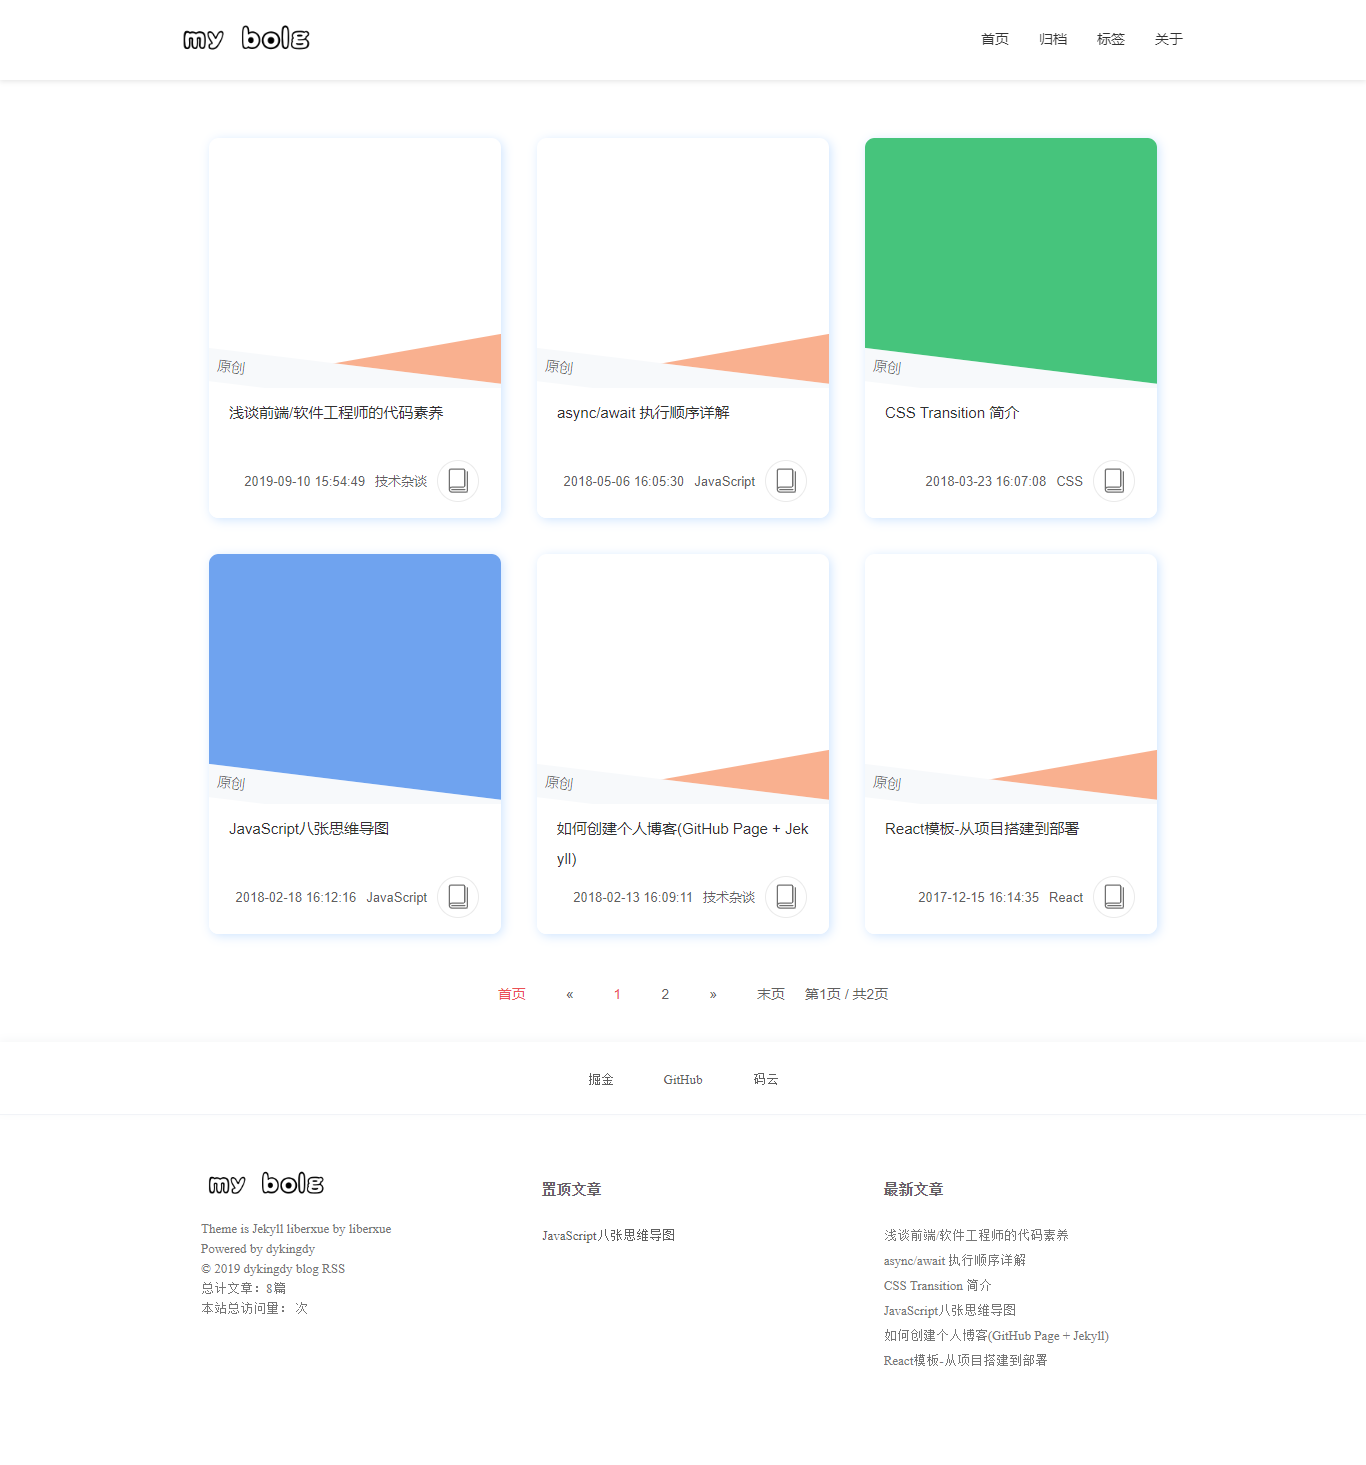 my bolg
首页 归档 标签 关于
原创
浅谈前端/软件工程师的代码素养
2019-09-10 15:54:49 技术杂谈
原创
async/await 执行顺序详解
2018-05-06 16:05:30 JavaScript
原创
CSS Transition 简介
2018-03-23 16:07:08 CSS
原创
JavaScript八张思维导图
2018-02-18 16:12:16 JavaScript
原创
如何创建个人博客(GitHub Page + Jek
yll)
2018-02-13 16:09:11 技术杂谈
原创
React模板-从项目搭建到部署
2017-12-15 16:14:35 React
首页 « 1 2 » 末页 第1页 / 共2页
掘金 GitHub 码云
my bolg
Theme is Jekyll liberxue by liberxue
Powered by dykingdy
© 2019 dykingdy blog RSS
总计文章：8篇
本站总访问量： 次
置顶文章
JavaScript八张思维导图
最新文章
浅谈前端/软件工程师的代码素养
async/await 执行顺序详解
CSS Transition 简介
JavaScript八张思维导图
如何创建个人博客(GitHub Page + Jekyll)
React模板-从项目搭建到部署